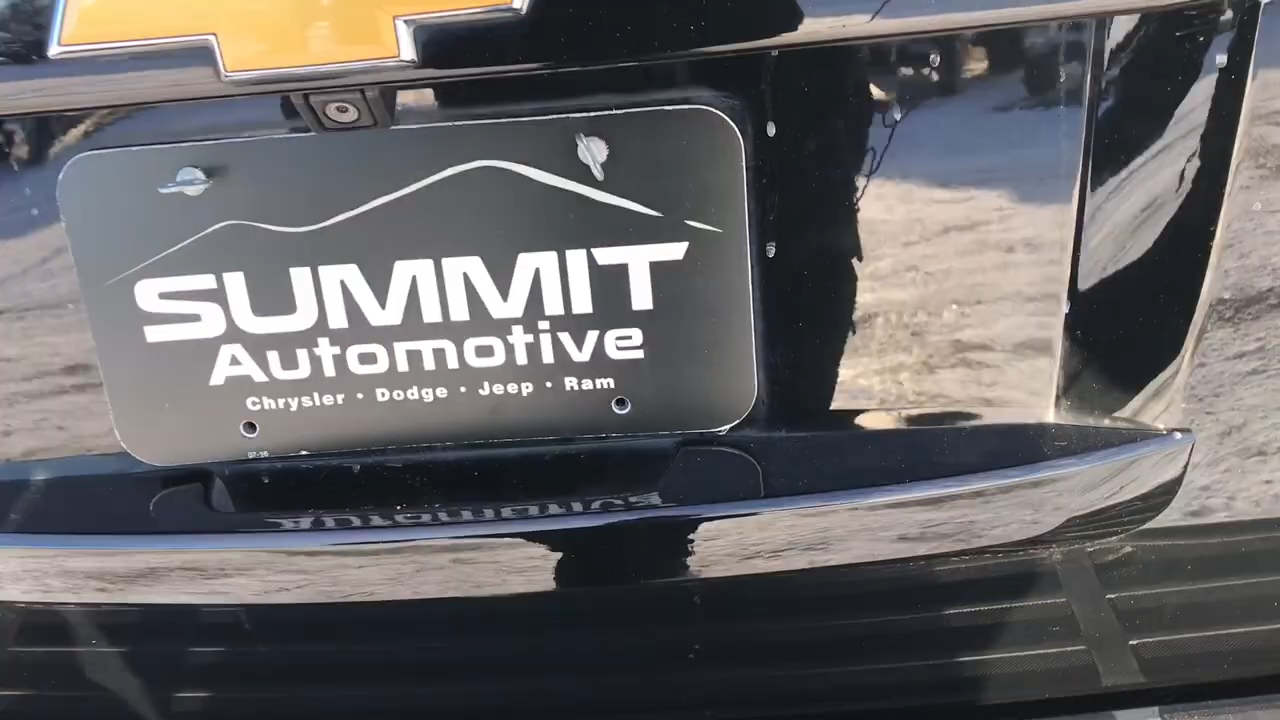 SUMMIT
Automotive
Chrysler • Dodge • Jeep • Ram